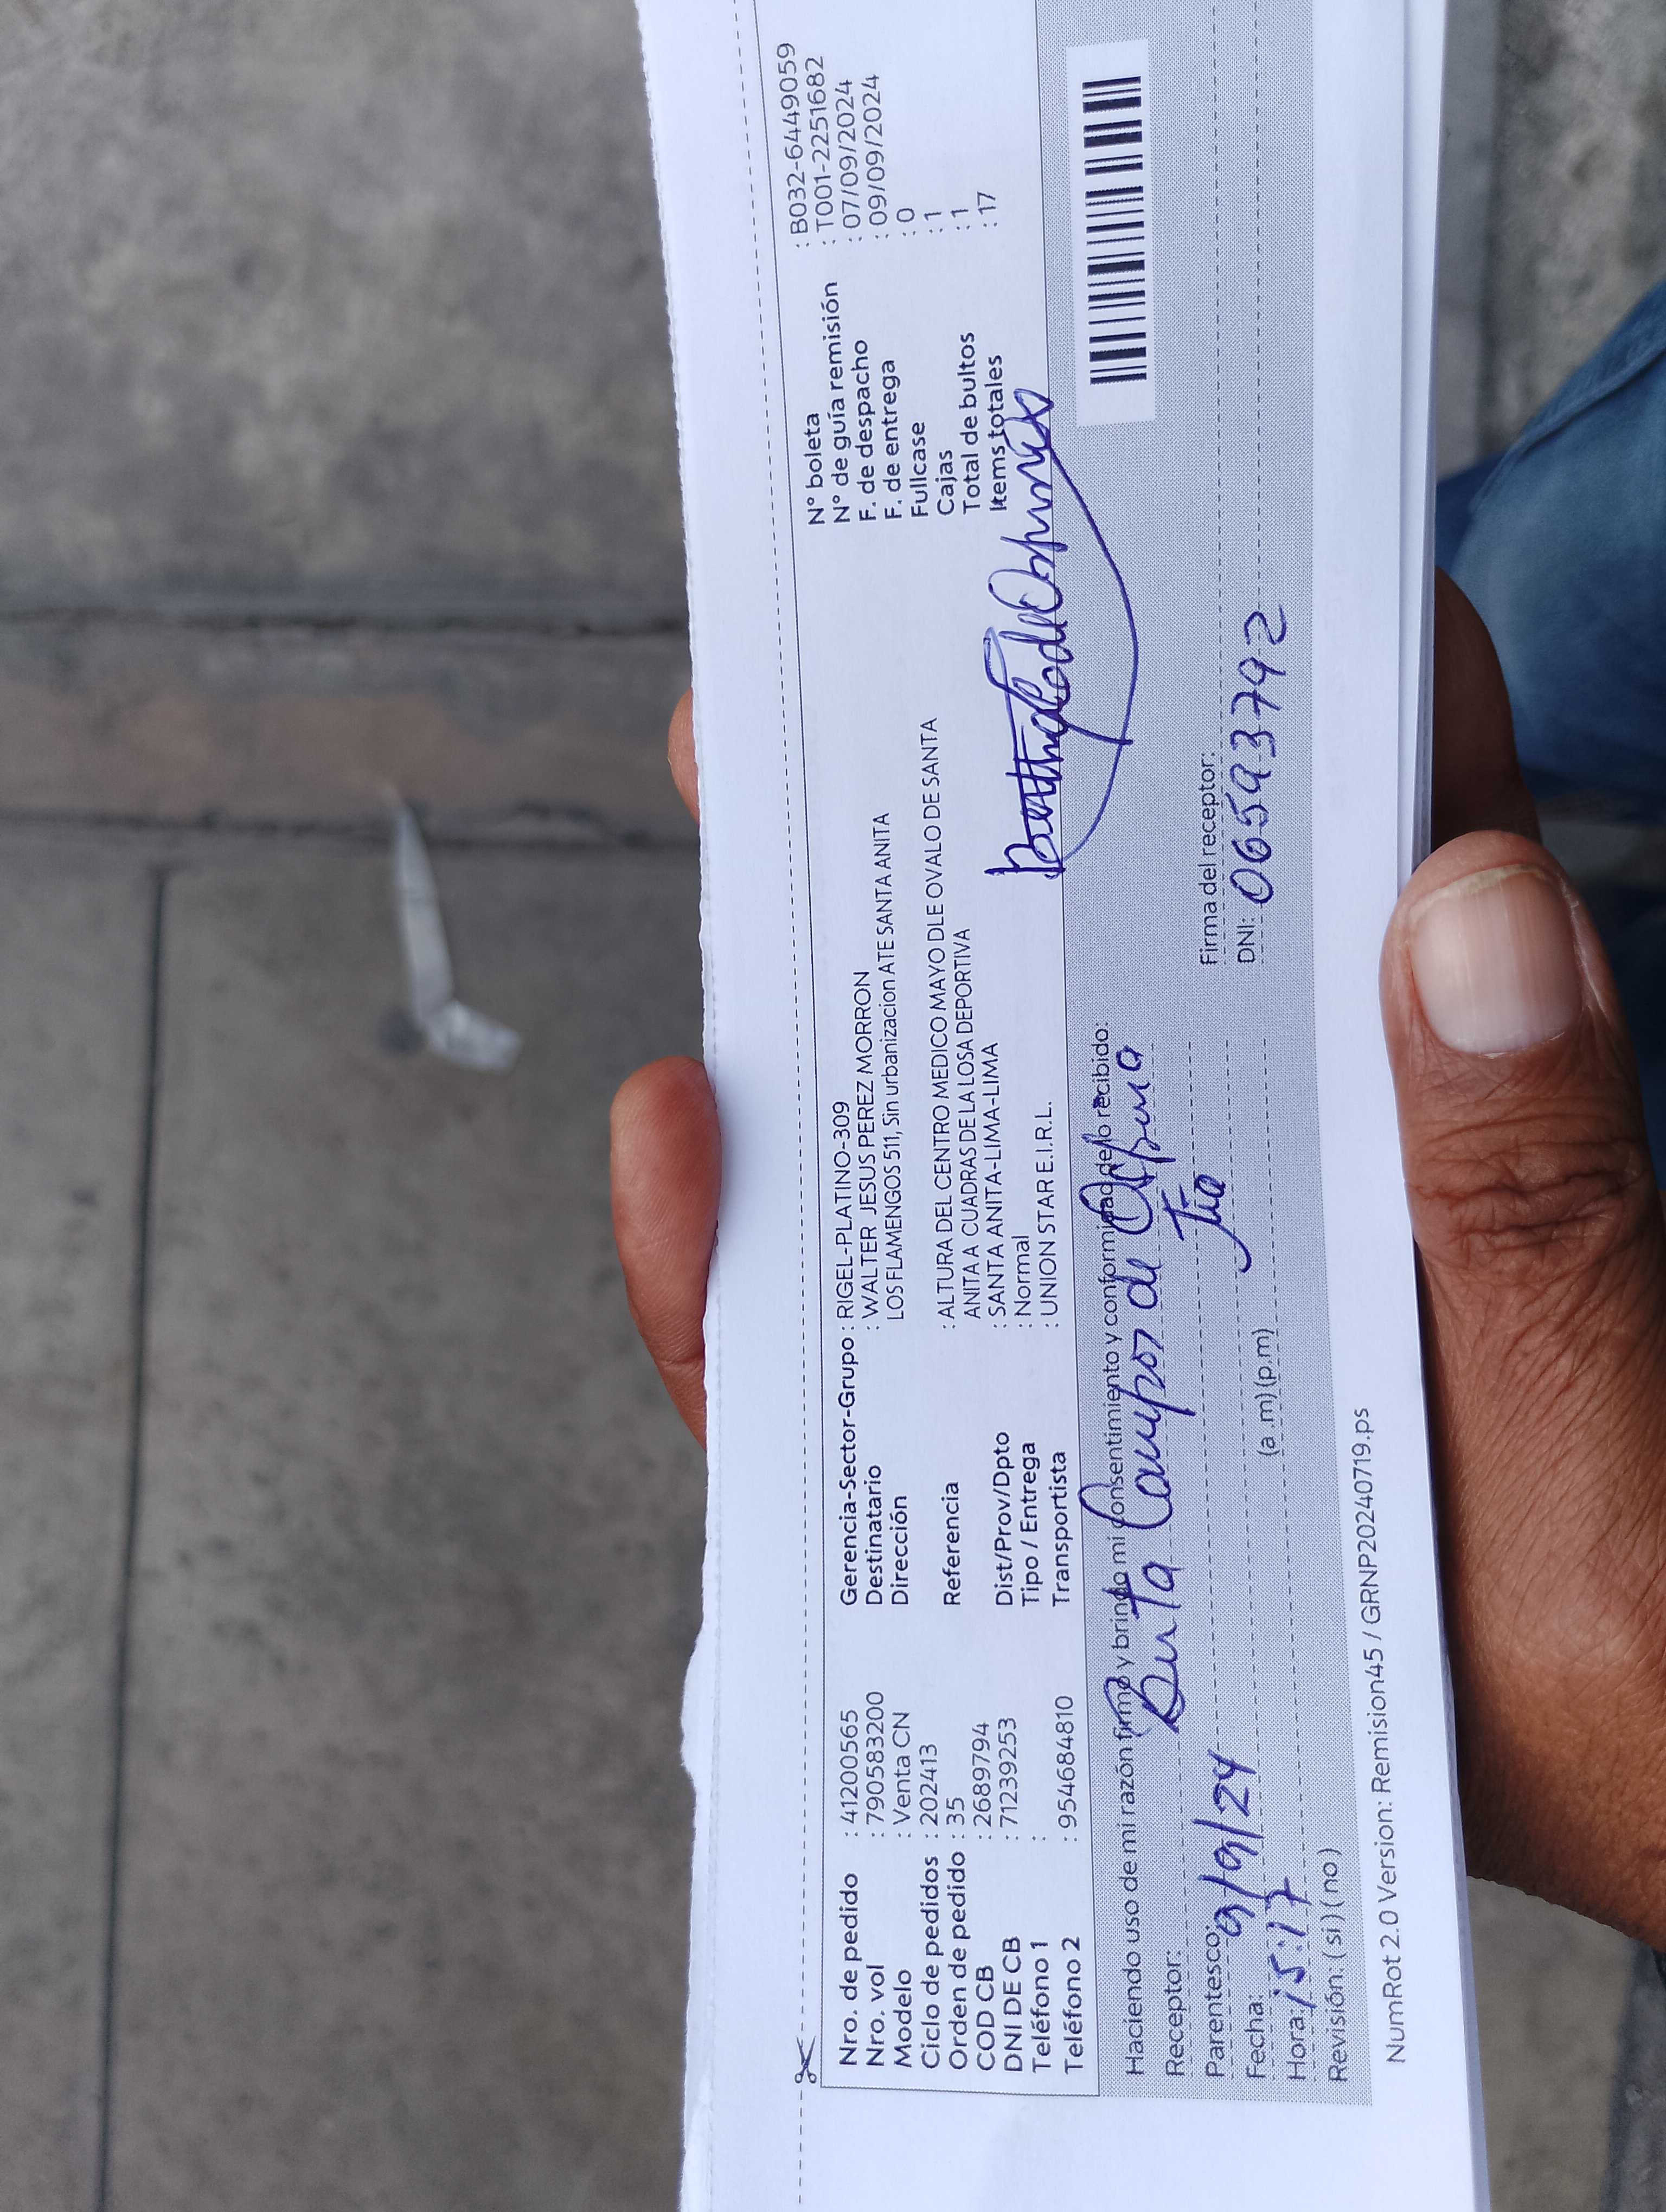 Nro. de pedido : 41200565
Nro. vol : 790583200
Modelo : Venta CN
Ciclo de pedidos : 202413
Orden de pedido : 35
COD CB : 2689794
DNI DE CB : 71239253
Teléfono 1 :
Teléfono 2 : 954684810
Gerencia-Sector-Grupo : RIGEL-PLATINO-309
Destinatario : WALTER JESUS PEREZ MORRON
Dirección LOS FLAMENGOS 511, Sin urbanizacion ATE SANTA ANITA
Referencia : ALTURA DEL CENTRO MEDICO MAYO DLE OVALO DE SANTA
ANITA A CUADRAS DE LA LOSA DEPORTIVA
Dist/Prov/Dpto : SANTA ANITA-LIMA-LIMA
Tipo / Entrega : Normal
Transportista : UNION STAR E.I.R.L.
N° boleta : B032-6449059
N° de guía remisión : T001-2251682
F. de despacho : 07/09/2024
F. de entrega : 09/09/2024
Fullcase : 0
Cajas : 1
Total de bultos : 1
Items totales : 17
Haciendo uso de mi razón firmo y brindo mi consentimiento y conformidad de lo recibido:
Receptor: Berta Campos de
Parentesco: Tía
Fecha: 9/9/24
Hora: 15:17 (a.m)(p.m)
Revisión: (si) (no)
Firma del receptor:
DNI: 06593792
NumRot 2.0 Version: Remision45 / GRNP20240719.ps